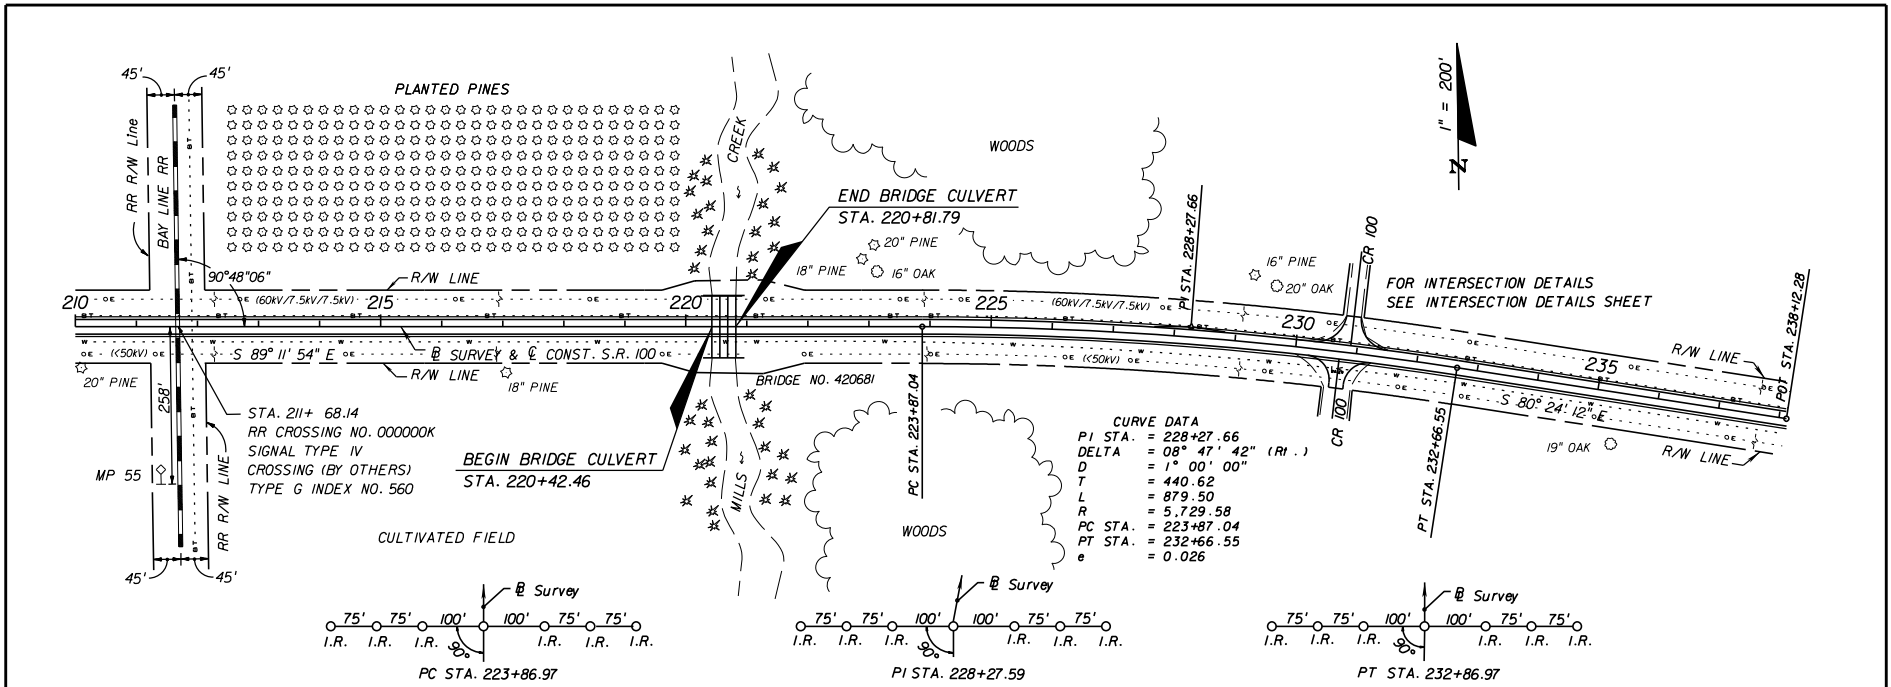 45'
45'
PLANTED PINES
RR R/W Line
BAY LINE RR
BT
CREEK
WOODS
1" = 200'
N
END BRIDGE CULVERT
STA. 220+81.79
20" PINE
18" PINE
16" OAK
PI STA. 228+27.66
16" PINE
20" OAK
CR 100
FOR INTERSECTION DETAILS
SEE INTERSECTION DETAILS SHEET
90°48"06"
R/W LINE
210
OE
(60kV/7.5kV/7.5kV)
215
220
225
(60kV/7.5kV/7.5kV)
230
235
POT STA. 238+12.28
R/W LINE
(<50kV)
S 89° 11' 54" E
BL SURVEY & CL CONST. S.R. 100
(<50kV)
S 80° 24' 12" E
20" PINE
258'
R/W LINE
18" PINE
BRIDGE NO. 420681
PC STA. 223+87.04
CR 100
PT STA. 232+66.55
19" OAK
R/W LINE
STA. 211+ 68.14
RR CROSSING NO. 000000K
SIGNAL TYPE IV
CROSSING (BY OTHERS)
TYPE G INDEX NO. 560
MP 55
RR R/W LINE
BEGIN BRIDGE CULVERT
STA. 220+42.46
MILLS
CURVE DATA
PI STA. = 228+27.66
DELTA = 08° 47' 42" (Rt.)
D = 1° 00' 00"
T = 440.62
L = 879.50
R = 5,729.58
PC STA. = 223+87.04
PT STA. = 232+66.55
e = 0.026
CULTIVATED FIELD
WOODS
45'
45'
BL Survey
75' 75' 100' 100' 75' 75'
I.R. I.R. I.R. I.R. I.R. I.R.
90°
PC STA. 223+86.97
BL Survey
75' 75' 100' 100' 75' 75'
I.R. I.R. I.R. I.R. I.R. I.R.
90°
PI STA. 228+27.59
BL Survey
75' 75' 100' 100' 75' 75'
I.R. I.R. I.R. I.R. I.R. I.R.
90°
PT STA. 232+86.97